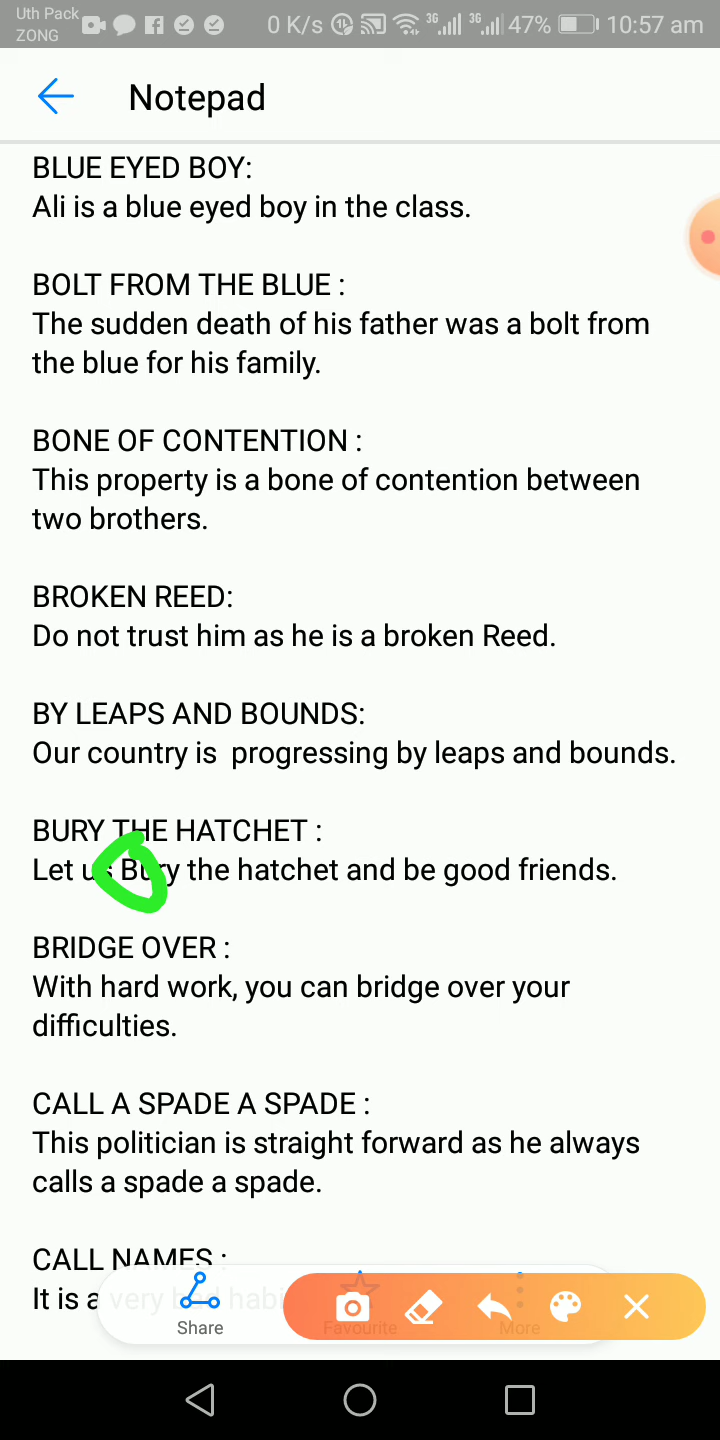 Uth Pack
ZONG
0 K/s 3G 3G 47% 10:57 am
Notepad
BLUE EYED BOY:
Ali is a blue eyed boy in the class.
BOLT FROM THE BLUE :
The sudden death of his father was a bolt from
the blue for his family.
BONE OF CONTENTION :
This property is a bone of contention between
two brothers.
BROKEN REED:
Do not trust him as he is a broken Reed.
BY LEAPS AND BOUNDS:
Our country is  progressing by leaps and bounds.
BURY THE HATCHET :
Let us Bury the hatchet and be good friends.
BRIDGE OVER :
With hard work, you can bridge over your
difficulties.
CALL A SPADE A SPADE :
This politician is straight forward as he always
calls a spade a spade.
CALL NAMES :
It is a very bad
Share Favourite More